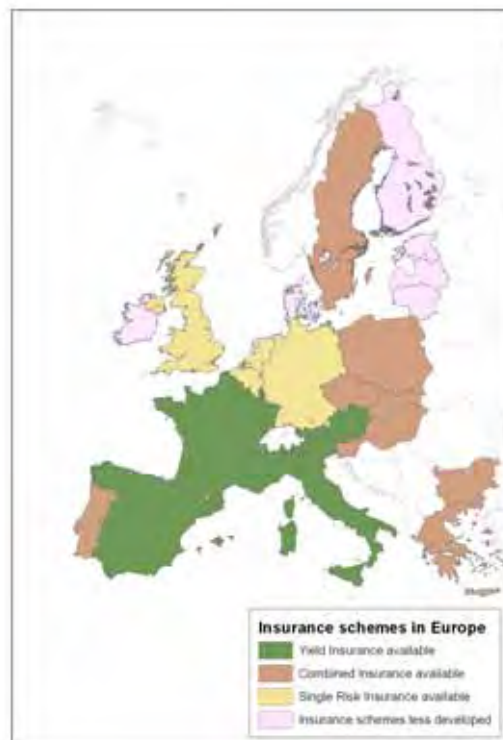 Insurance schemes in Europe
Yield Insurance available
Combined Insurance available
Single Risk Insurance available
Insurance schemes less developed